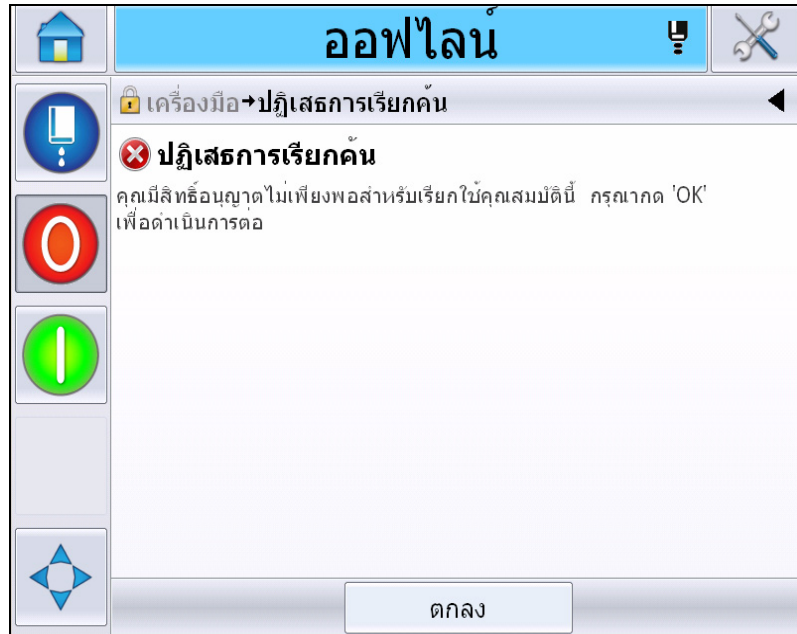 ออฟไลน์
เครื่องมือ→ปฏิเสธการเรียกค้น
ปฏิเสธการเรียกค้น
คุณมีสิทธิ์อนุญาตไม่เพียงพอสำหรับเรียกใช้คุณสมบัตินี้ กรุณากด 'OK'
เพื่อดำเนินการต่อ
ตกลง